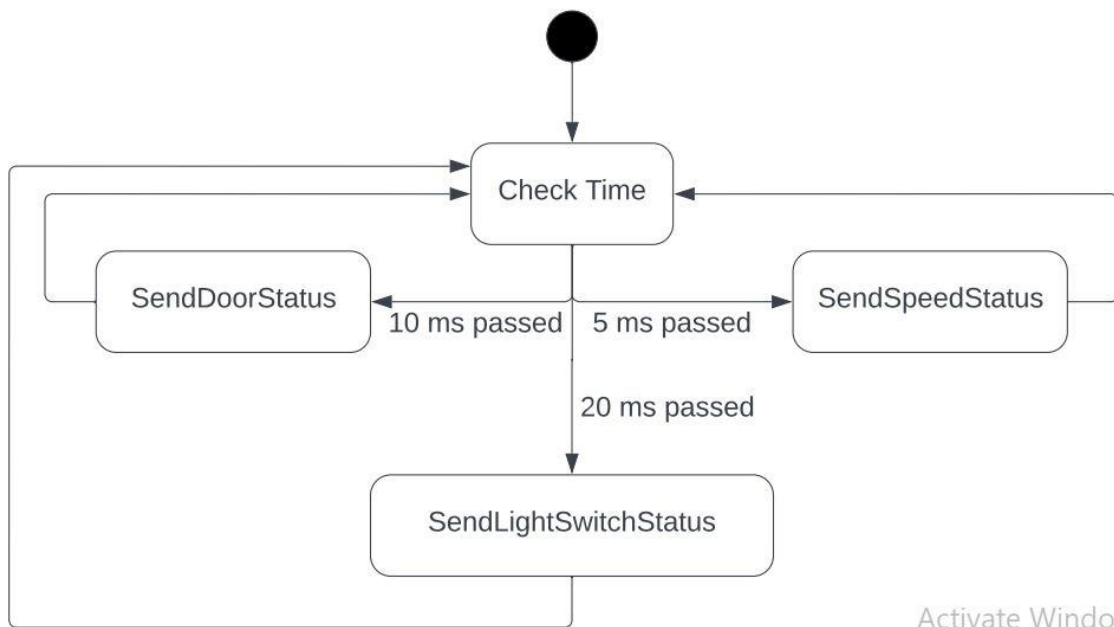 Check Time
SendDoorStatus
SendSpeedStatus
10 ms passed
5 ms passed
20 ms passed
SendLightSwitchStatus
Activate Windo